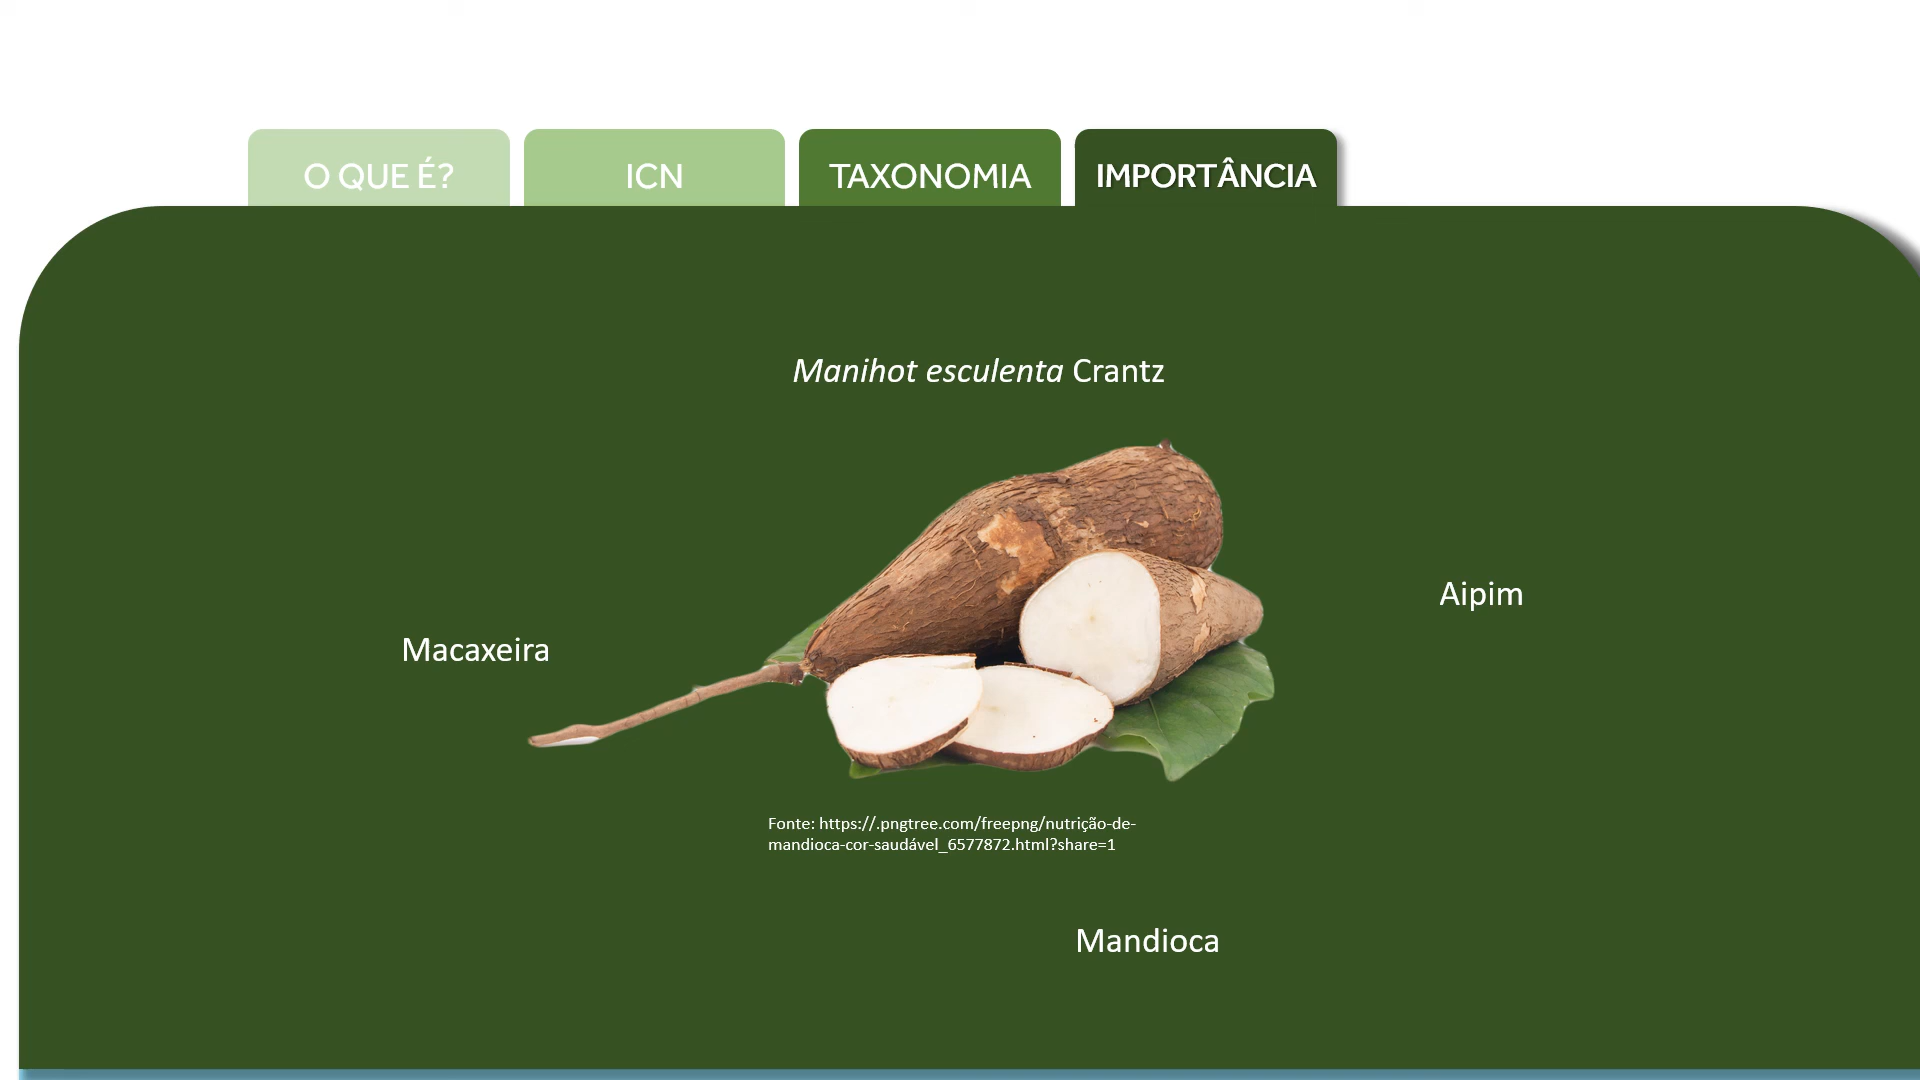 O QUE É?
ICN
TAXONOMIA
IMPORTÂNCIA
Manihot esculenta Crantz
Aipim
Macaxeira
Fonte: https://.pngtree.com/freepng/nutrição-de-
mandioca-cor-saudável_6577872.html?share=1
Mandioca